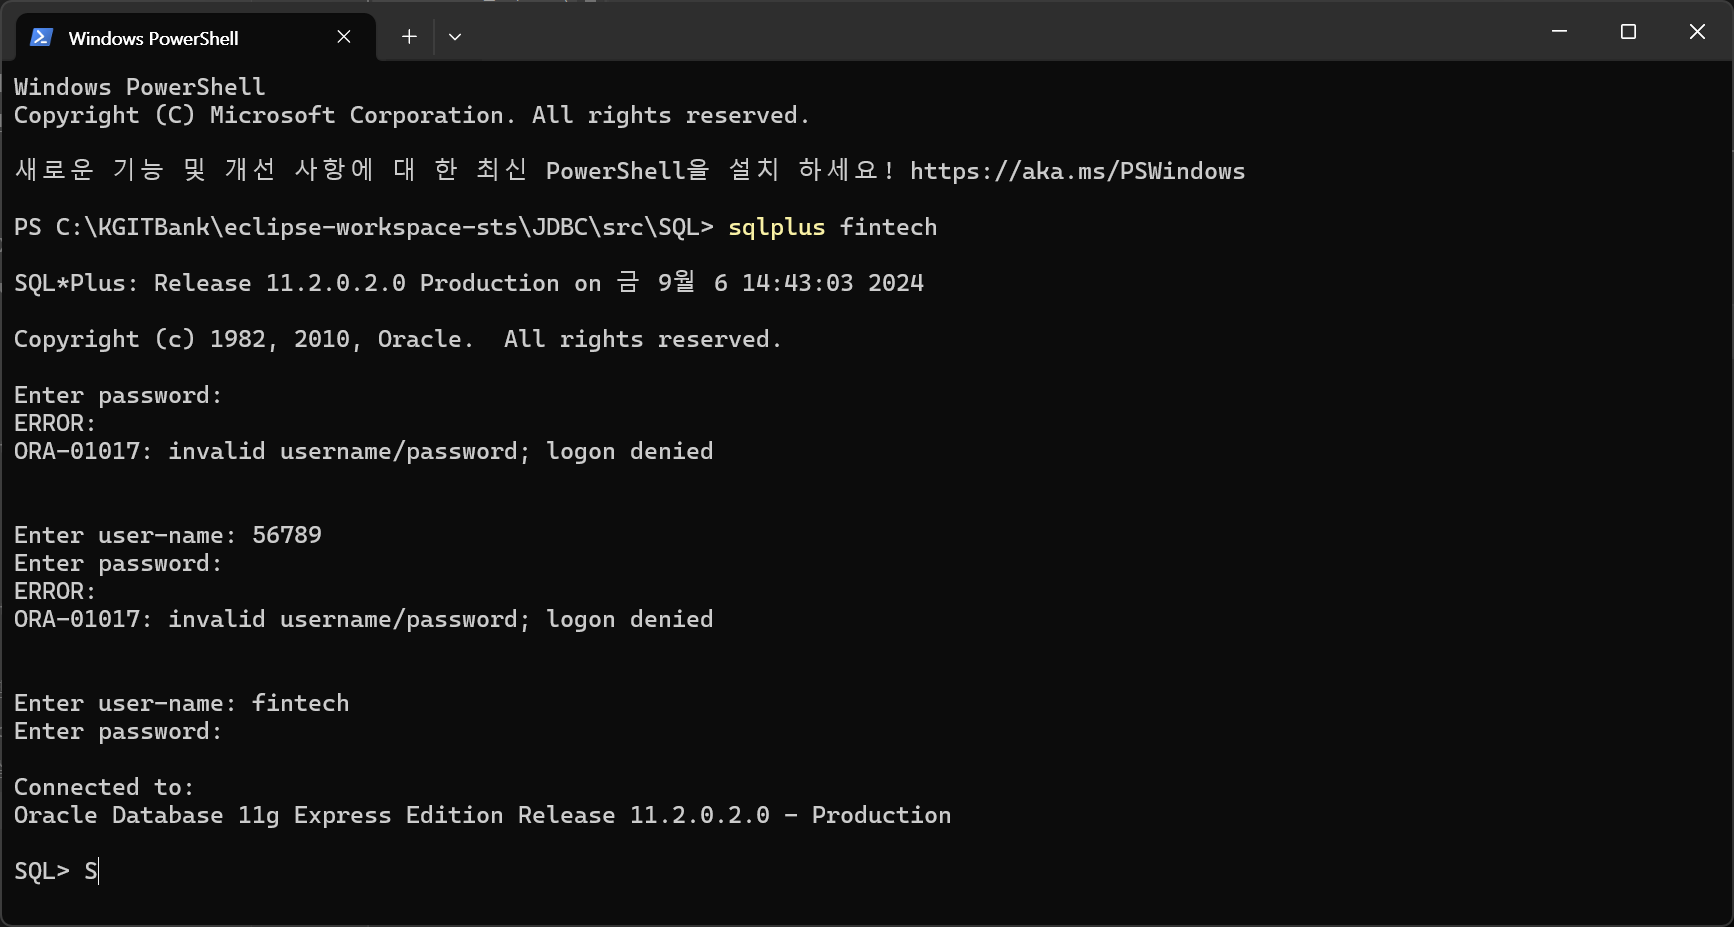 Windows PowerShell
Windows PowerShell
Copyright (C) Microsoft Corporation. All rights reserved.
새로운 기능 및 개선 사항에 대 한 최신 PowerShell을 설치 하세요! https://aka.ms/PSWindows
PS C:\KGITBank\eclipse-workspace-sts\JDBC\src\SQL> sqlplus fintech
SQL*Plus: Release 11.2.0.2.0 Production on 금 9월 6 14:43:03 2024
Copyright (c) 1982, 2010, Oracle.  All rights reserved.
Enter password:
ERROR:
ORA-01017: invalid username/password; logon denied
Enter user-name: 56789
Enter password:
ERROR:
ORA-01017: invalid username/password; logon denied
Enter user-name: fintech
Enter password:
Connected to:
Oracle Database 11g Express Edition Release 11.2.0.2.0 - Production
SQL> S